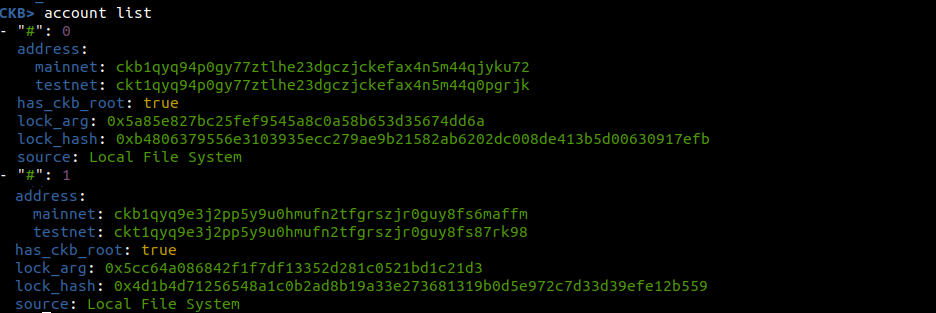 CKB> account list
- "#": 0
address:
mainnet: ckb1qyq94p0gy77ztlhe23dgczjckefax4n5m44qjyku72
testnet: ckt1qyq94p0gy77ztlhe23dgczjckefax4n5m44q0pgrjk
has_ckb_root: true
lock_arg: 0x5a85e827bc25fef9545a8c0a58b653d35674dd6a
lock_hash: 0xb4806379556e3103935ecc279ae9b21582ab6202dc008de413b5d00630917efb
source: Local File System
- "#": 1
address:
mainnet: ckb1qyq9e3j2pp5y9u0hmufn2tfgrszjr0guy8fs6maffm
testnet: ckt1qyq9e3j2pp5y9u0hmufn2tfgrszjr0guy8fs87rk98
has_ckb_root: true
lock_arg: 0x5cc64a086842f1f7df13352d281c0521bd1c21d3
lock_hash: 0x4d1b4d71256548a1c0b2ad8b19a33e273681319b0d5e972c7d33d39efe12b559
source: Local File System